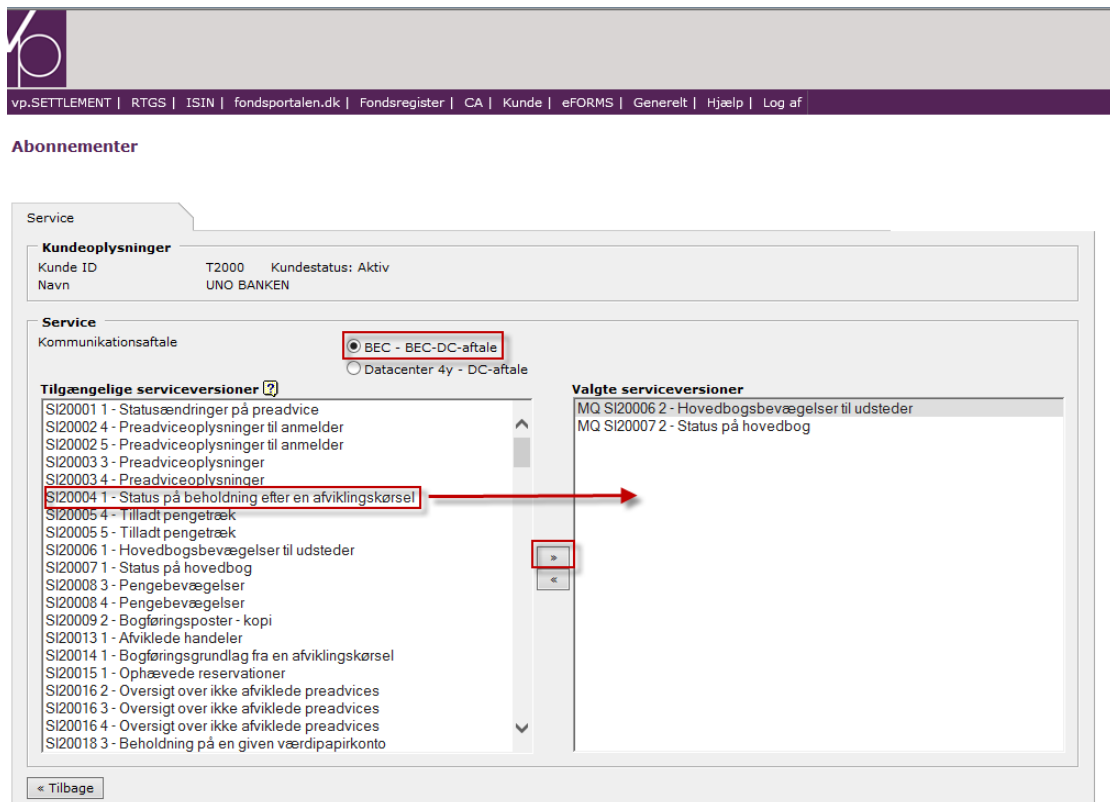 vp
vp.SETTLEMENT | RTGS | ISIN | fondsportalen.dk | Fondsregister | CA | Kunde | eFORMS | Generelt | Hjælp | Log af
Abonnementer
Service
Kundeoplysninger
Kunde ID T2000 Kundestatus: Aktiv
Navn UNO BANKEN
Service
Kommunikationsaftale
BEC - BEC-DC-aftale
Datacenter 4y - DC-aftale
Tilgængelige serviceversioner ?
SI20001 1 - Statusændringer på preadvice
SI20002 4 - Preadviceoplysninger til anmelder
SI20002 5 - Preadviceoplysninger til anmelder
SI20003 3 - Preadviceoplysninger
SI20003 4 - Preadviceoplysninger
SI20004 1 - Status på beholdning efter en afviklingskørsel
SI20005 4 - Tilladt pengetræk
SI20005 5 - Tilladt pengetræk
SI20006 1 - Hovedbogsbevægelser til udsteder
SI20007 1 - Status på hovedbog
SI20008 3 - Pengebevægelser
SI20008 4 - Pengebevægelser
SI20009 2 - Bogføringsposter - kopi
SI20013 1 - Afviklede handeler
SI20014 1 - Bogføringsgrundlag fra en afviklingskørsel
SI20015 1 - Ophævede reservationer
SI20016 2 - Oversigt over ikke afviklede preadvices
SI20016 3 - Oversigt over ikke afviklede preadvices
SI20016 4 - Oversigt over ikke afviklede preadvices
SI20018 3 - Beholdning på en given værdipapirkonto
»
«
Valgte serviceversioner
MQ SI20006 2 - Hovedbogsbevægelser til udsteder
MQ SI20007 2 - Status på hovedbog
« Tilbage